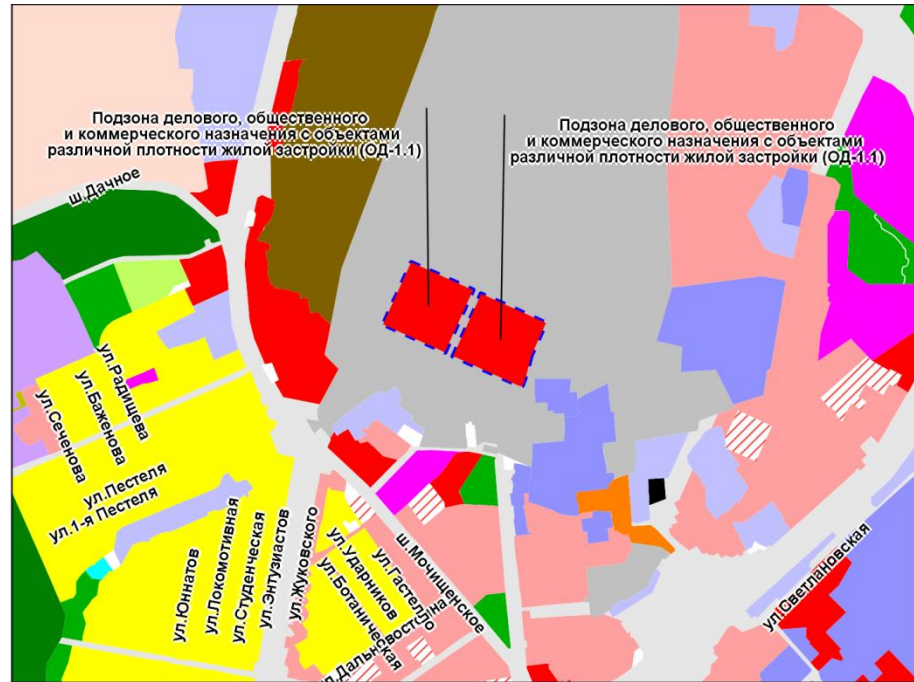 Подзона делового, общественного
и коммерческого назначения с объектами
различной плотности жилой застройки (ОД-1.1)
Подзона делового, общественного
и коммерческого назначения с объектами
различной плотности жилой застройки (ОД-1.1)
ш.Дачное
ул.Радищева
ул.Баженова
ул.Сеченова
ул.Пестеля
ул.1-я Пестеля
ул.Юннатов
ул.Локомотивная
ул.Студенческая
ул.Энтузиастов
ул.Жуковского
ул.Ударников
ул.Гастелло
ул.Ботаническая
ш.Мочищенское
ул.Светлановская